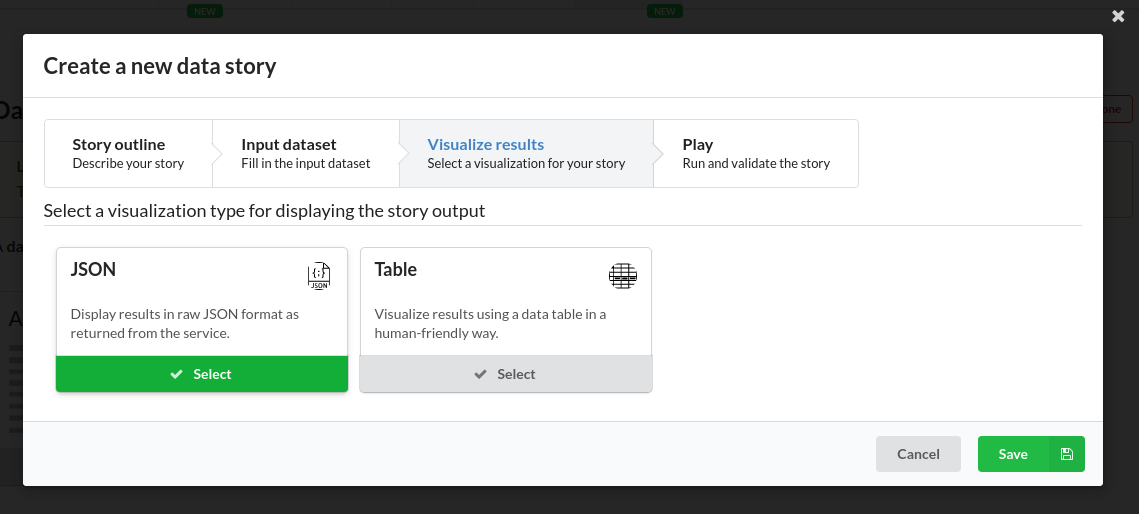 NEW
NEW
Create a new data story
Story outline
Describe your story
Input dataset
Fill in the input dataset
Visualize results
Select a visualization for your story
Play
Run and validate the story
Select a visualization type for displaying the story output
JSON
{;}
JSON
Display results in raw JSON format as
returned from the service.
Select
Table
Visualize results using a data table in a
human-friendly way.
Select
Cancel
Save